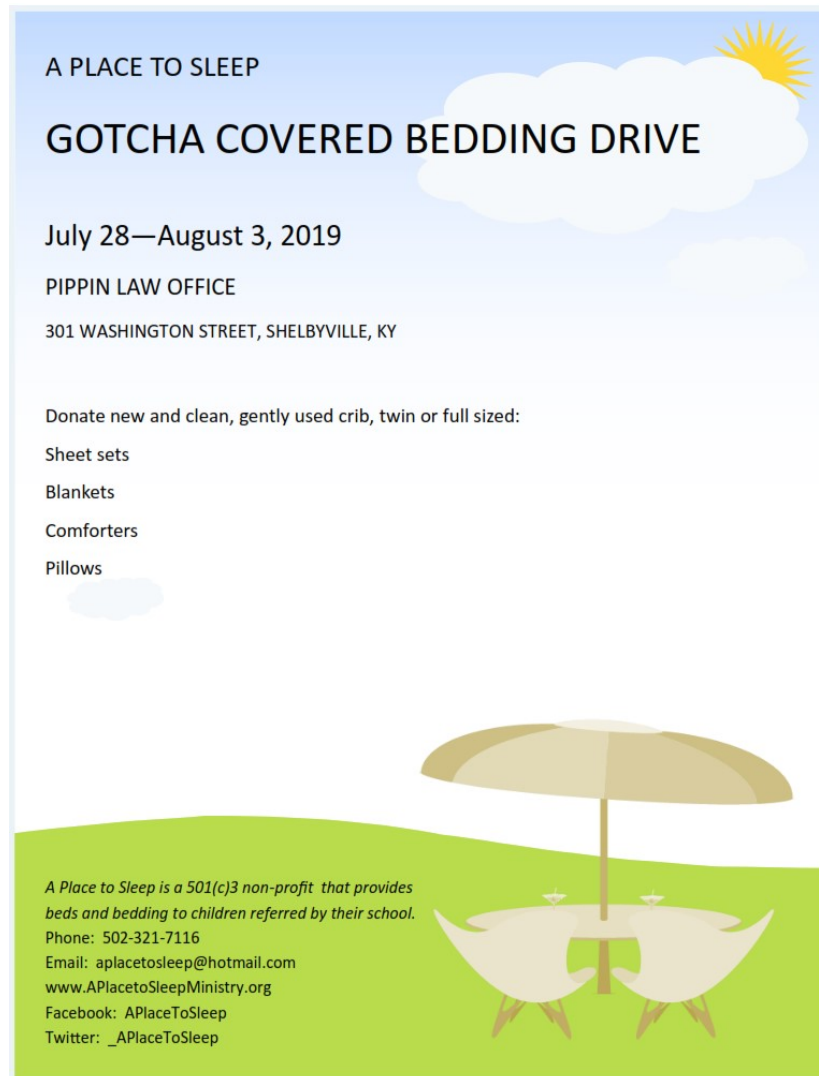 A PLACE TO SLEEP
GOTCHA COVERED BEDDING DRIVE
July 28—August 3, 2019
PIPPIN LAW OFFICE
301 WASHINGTON STREET, SHELBYVILLE, KY
Donate new and clean, gently used crib, twin or full sized:
Sheet sets
Blankets
Comforters
Pillows
A Place to Sleep is a 501(c)3 non-profit  that provides
beds and bedding to children referred by their school.
Phone:  502-321-7116
Email:  aplacetosleep@hotmail.com
www.APlacetoSleepMinistry.org
Facebook:  APlaceToSleep
Twitter:  _APlaceToSleep